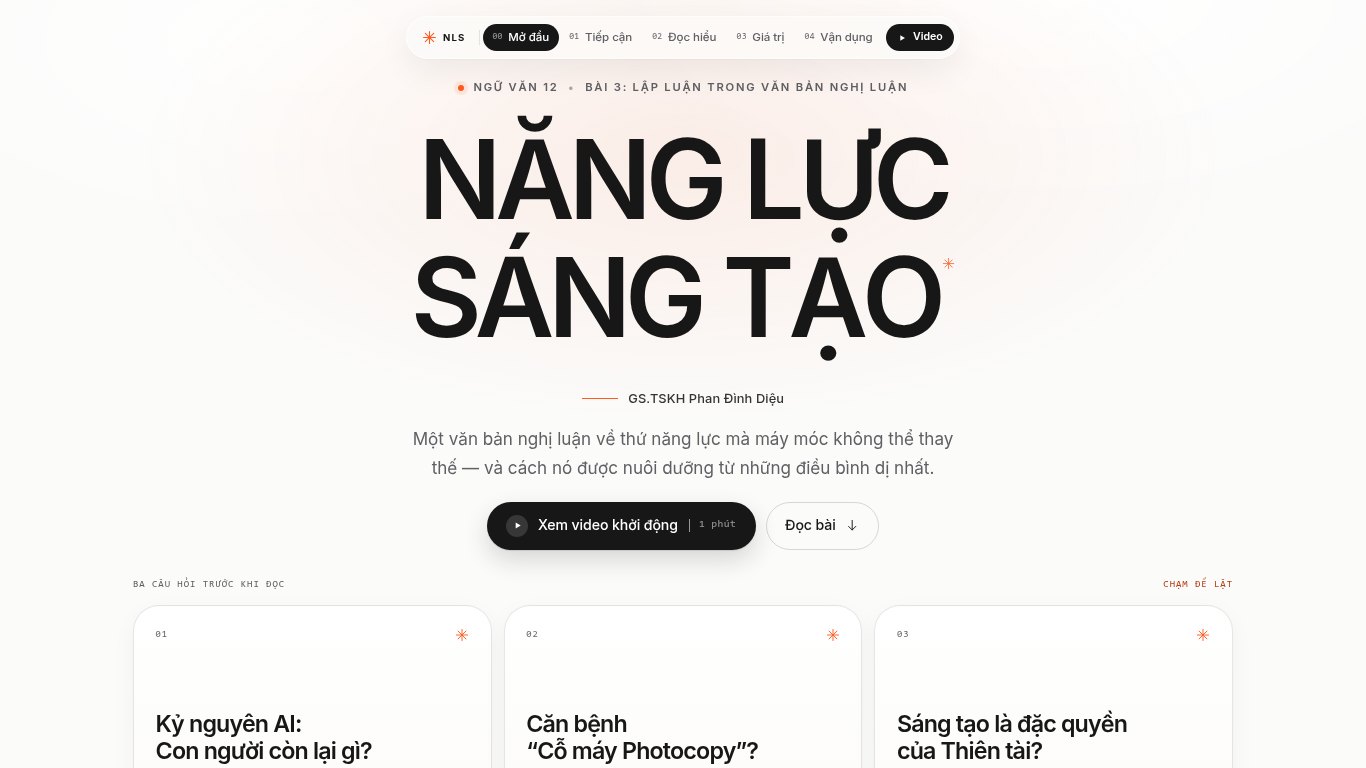 NLS
00 Mở đầu
01 Tiếp cận
02 Đọc hiểu
03 Giá trị
04 Vận dụng
Video
NGỮ VĂN 12 • BÀI 3: LẬP LUẬN TRONG VĂN BẢN NGHỊ LUẬN
NĂNG LỰC
SÁNG TẠO
GS.TSKH Phan Đình Diệu
Một văn bản nghị luận về thứ năng lực mà máy móc không thể thay
thế — và cách nó được nuôi dưỡng từ những điều bình dị nhất.
Xem video khởi động | 1 phút
Đọc bài ↓
BA CÂU HỎI TRƯỚC KHI ĐỌC
CHẠM ĐỂ LẬT
01
Kỷ nguyên AI:
Con người còn lại gì?
02
Căn bệnh
“Cỗ máy Photocopy”?
03
Sáng tạo là đặc quyền
của Thiên tài?